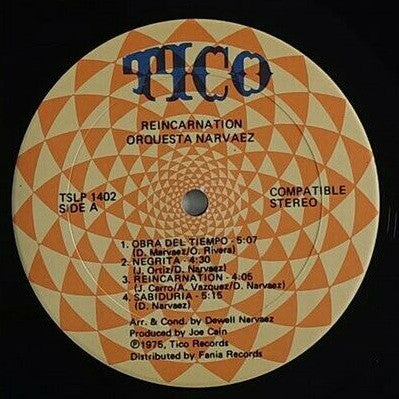 TICO
REINCARNATION
ORQUESTA NARVAEZ
TSLP 1402
SIDE A
COMPATIBLE
STEREO
1. OBRA DEL TIEMPO - 5:07
(D. Narvaez/O. Rivera)
2. NEGRITA - 4:30
(J. Ortiz/D. Narvaez)
3. REINCARNATION - 4:05
(J. Carro/A. Vazquez/D. Narvaez)
4. SABIDURIA - 5:15
(D. Narvaez)
Arr. & Cond. by Dewell Narvaez
Produced by Joe Cain
℗1975, Tico Records
Distributed by Fania Records